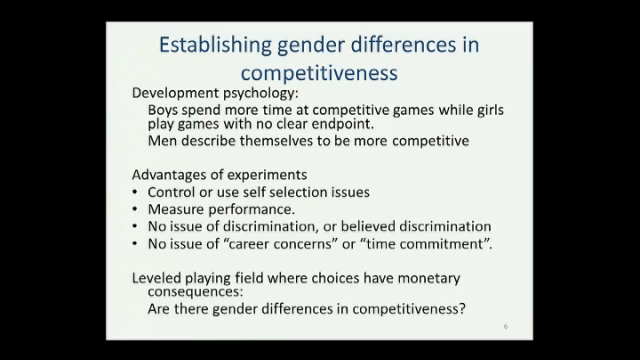 Establishing gender differences in
competitiveness
Development psychology:
Boys spend more time at competitive games while girls
play games with no clear endpoint.
Men describe themselves to be more competitive
Advantages of experiments
• Control or use self selection issues
• Measure performance.
• No issue of discrimination, or believed discrimination
• No issue of “career concerns” or “time commitment”.
Leveled playing field where choices have monetary
consequences:
Are there gender differences in competitiveness?
6